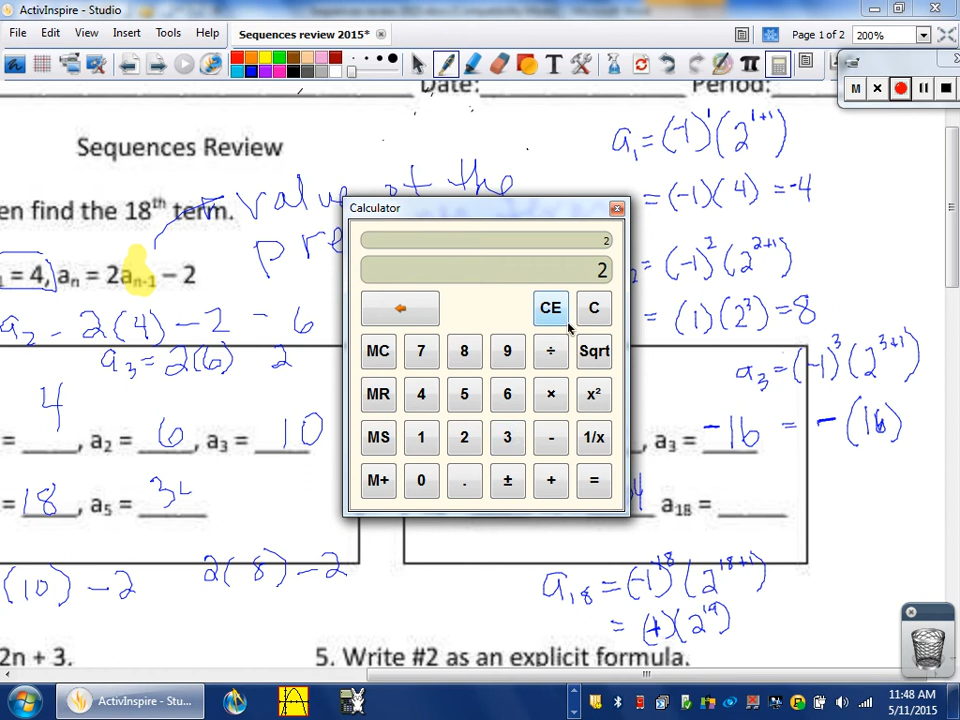 ActivInspire - Studio
File Edit View Insert Tools Help Sequences review 2015* Page 1 of 2 200%
Date: Period:
Sequences Review
en find the 18th term.
value of the
pre
= 4, aₙ = 2aₙ₋₁ − 2
a₂ = 2(4) − 2 = 6
a₃ = 2(6) 2
4
= ____, a₂ = 6, a₃ = 10
= 18, a₅ = 34
(10) − 2 2(18) − 2
2n + 3.
a₁ = (-1)¹(2¹⁺¹)
= (-1)(4) = -4
₂ = (-1)²(2²⁺¹)
= (1)(2³) = 8
a₃ = (-1)³(2³⁺¹)
, a₃ = -16 = -(16)
a₁₈ = ____
a₁₈ = (-1)¹⁸(2¹⁸⁺¹)
= (1)(2¹⁹)
5. Write #2 as an explicit formula.
Calculator
2
2
CE C
MC 7 8 9 ÷ Sqrt
MR 4 5 6 × x²
MS 1 2 3 - 1/x
M+ 0 . ± + =
M
ActivInspire - Stu...
11:48 AM
5/11/2015